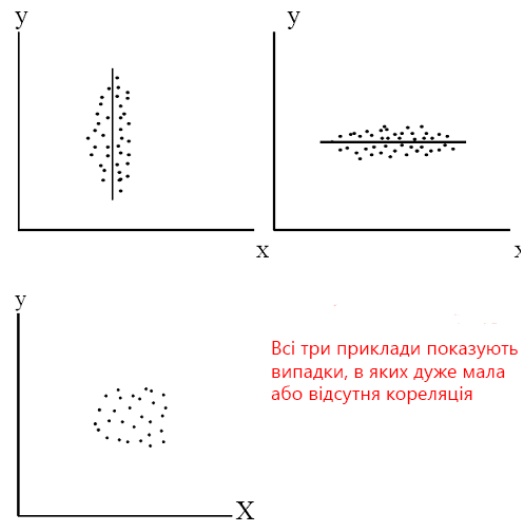 y
y
x
x
y
Всі три приклади показують
випадки, в яких дуже мала
або відсутня кореляція
X